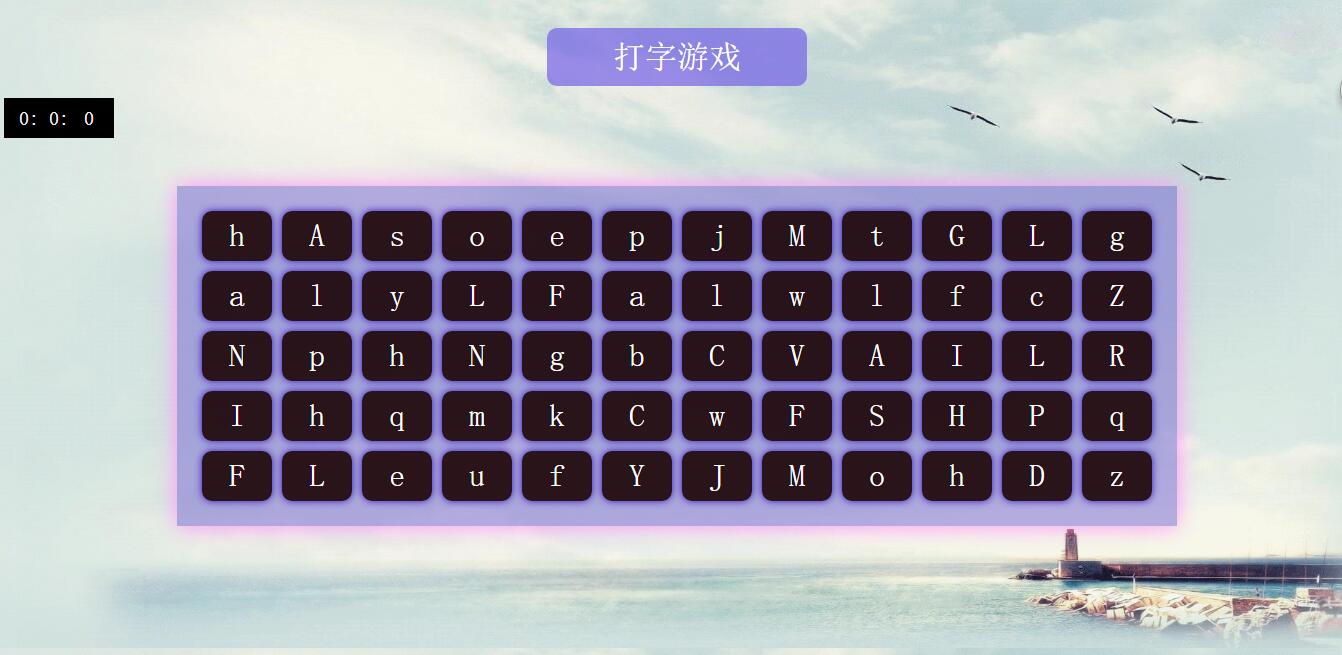 打字游戏
0: 0: 0
h A s o e p j M t G L g
a l y L F a l w l f c Z
N p h N g b C V A I L R
I h q m k C w F S H P q
F L e u f Y J M o h D z